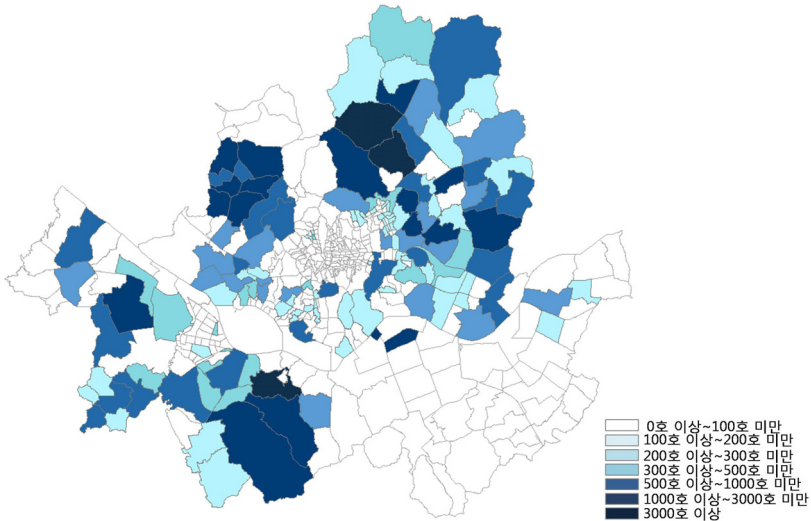 0호 이상~100호 미만
100호 이상~200호 미만
200호 이상~300호 미만
300호 이상~500호 미만
500호 이상~1000호 미만
1000호 이상~3000호 미만
3000호 이상